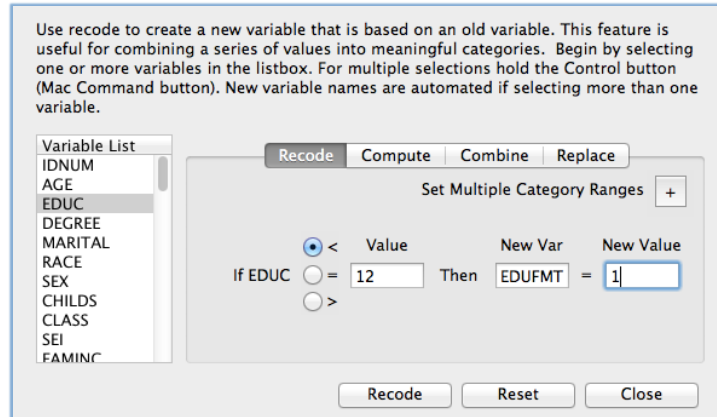 Use recode to create a new variable that is based on an old variable. This feature is
useful for combining a series of values into meaningful categories.  Begin by selecting
one or more variables in the listbox. For multiple selections hold the Control button
(Mac Command button). New variable names are automated if selecting more than one
variable.
Variable List
IDNUM
AGE
EDUC
DEGREE
MARITAL
RACE
SEX
CHILDS
CLASS
SEI
FAMINC
Recode Compute Combine Replace
Set Multiple Category Ranges +
< Value New Var New Value
If EDUC = 12 Then EDUFMT = 1
>
Recode Reset Close